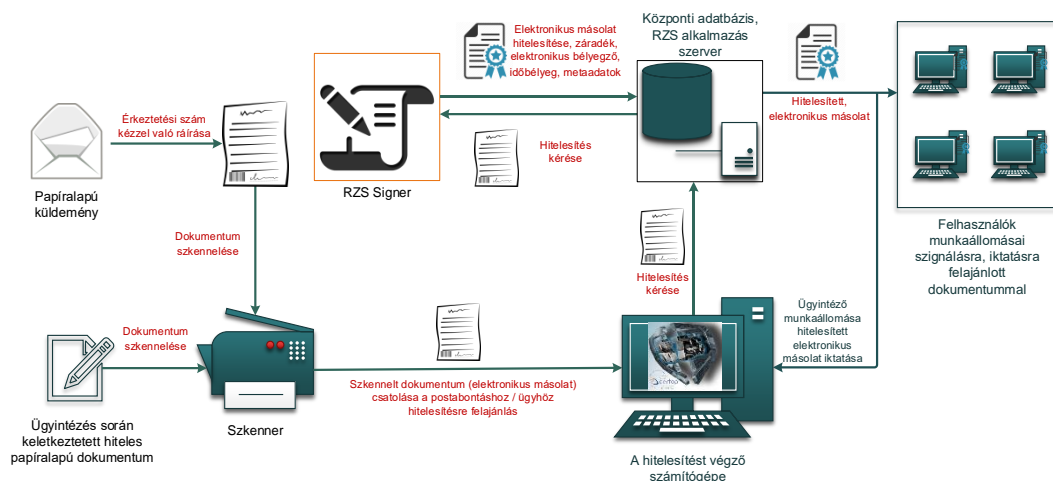 Elektronikus másolat
hitelesítése, záradék,
elektronikus bélyegző,
időbélyeg, metaadatok
Központi adatbázis,
RZS alkalmazás
szerver
Hitelesített,
elektronikus másolat
Érkeztetési szám
kézzel való ráírása
Hitelesítés
kérése
Papíralapú
küldemény
RZS Signer
Felhasználók
munkaállomásai
szignálásra, iktatásra
felajánlott
dokumentummal
Dokumentum
szkennelése
Hitelesítés
kérése
Ügyintéző
munkaállomása
hitelesített
elektronikus
másolat iktatása
Dokumentum
szkennelése
Szkennelt dokumentum (elektronikus másolat)
csatolása a postabontáshoz / ügyhöz
hitelesítésre felajánlás
Ügyintézés során
keletkeztetett hiteles
papíralapú dokumentum
Szkenner
A hitelesítést végző
számítógépe